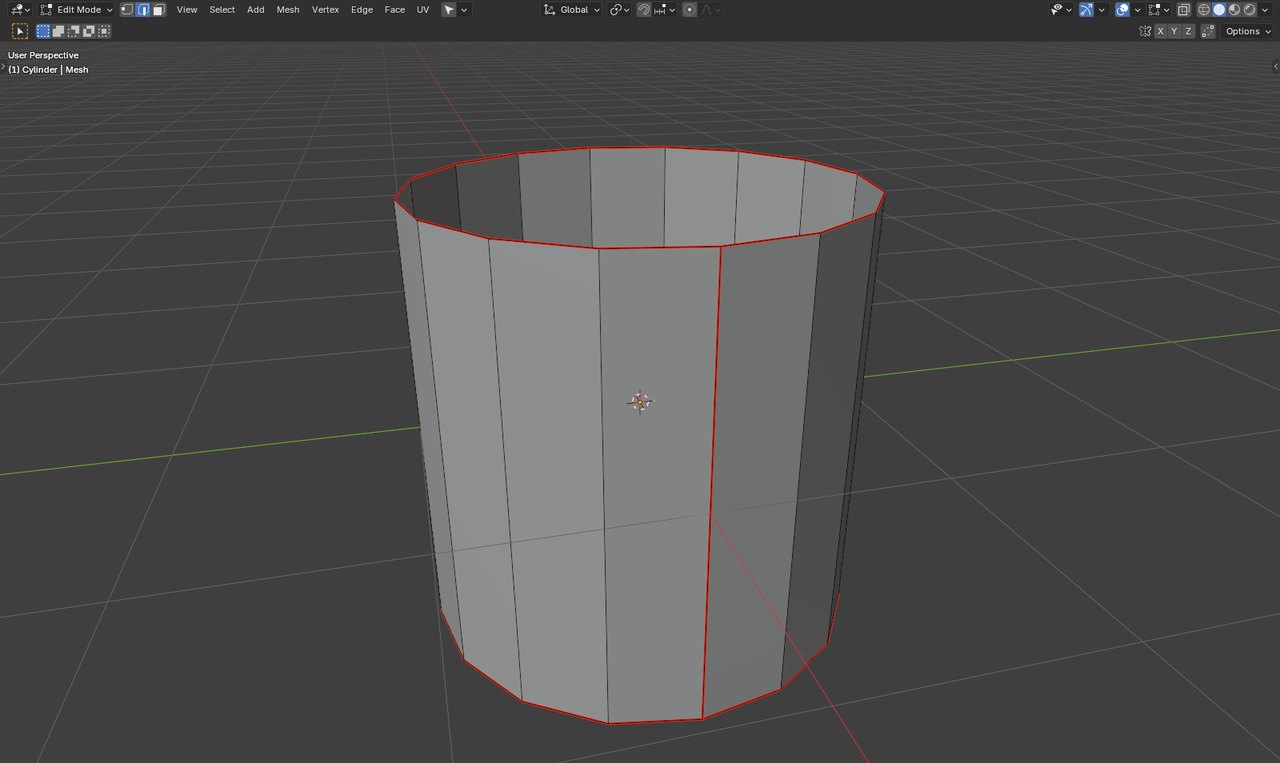 Edit Mode View Select Add Mesh Vertex Edge Face UV Global
X Y Z Options
User Perspective
(1) Cylinder | Mesh